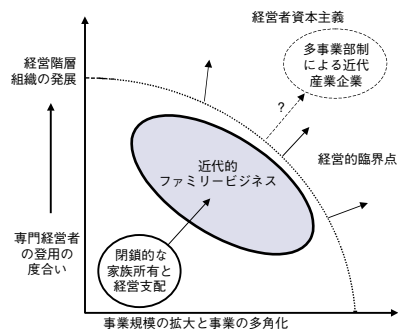 経営者資本主義
多事業部制
による近代
産業企業
経営階層
組織の発展
?
経営的臨界点
近代的
ファミリービジネス
専門経営者
の登用の
度合い
閉鎖的な
家族所有と
経営支配
事業規模の拡大と事業の多角化